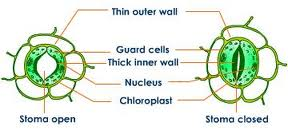 Thin outer wall
Guard cells
Thick inner wall
Nucleus
Chloroplast
Stoma open
Stoma closed